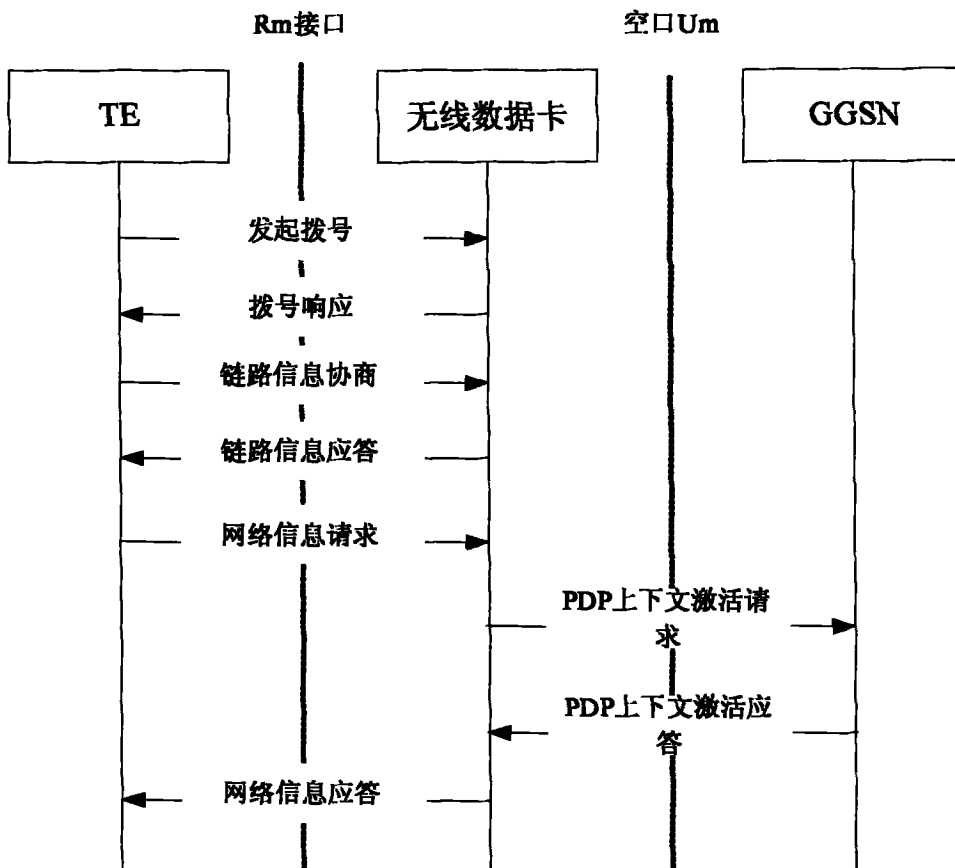 Rm接口
空口Um
TE
无线数据卡
GGSN
发起拨号
拨号响应
链路信息协商
链路信息应答
网络信息请求
PDP上下文激活请
求
PDP上下文激活应
答
网络信息应答